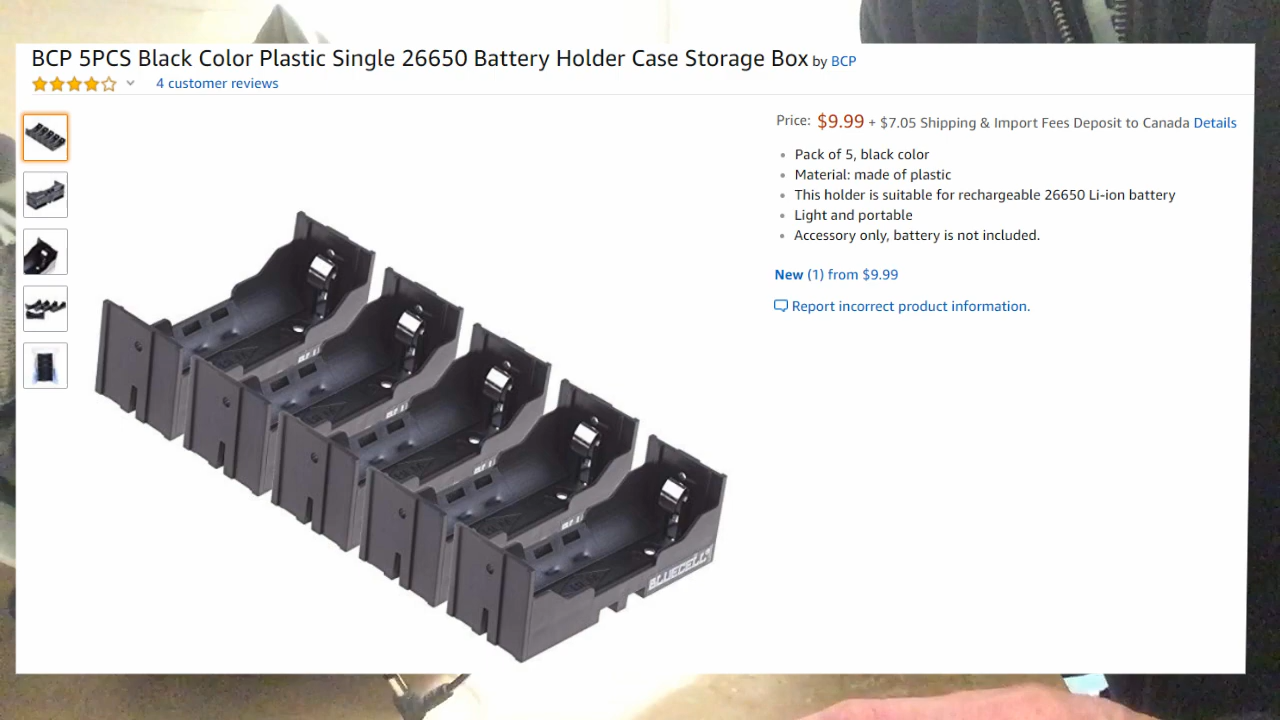 BCP 5PCS Black Color Plastic Single 26650 Battery Holder Case Storage Box by BCP
4 customer reviews
Price: $9.99 + $7.05 Shipping & Import Fees Deposit to Canada Details
Pack of 5, black color
Material: made of plastic
This holder is suitable for rechargeable 26650 Li-ion battery
Light and portable
Accessory only, battery is not included.
New (1) from $9.99
Report incorrect product information.
BLUECELL